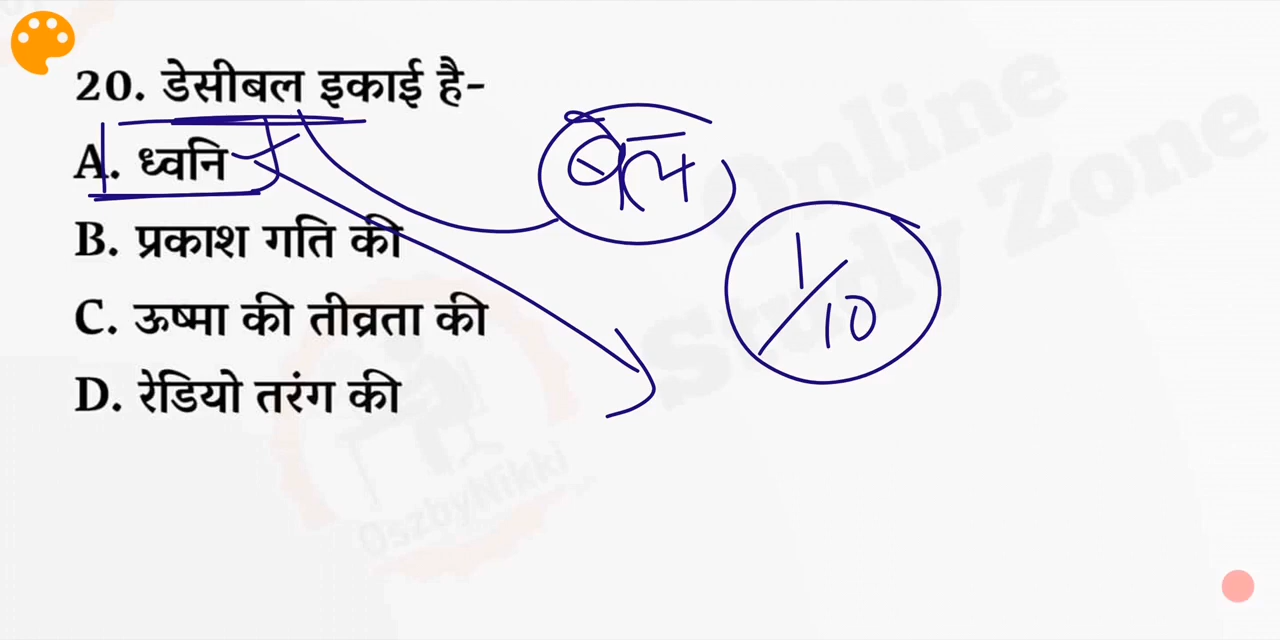 20. डेसीबल इकाई है-
A. ध्वनि
B. प्रकाश गति की
C. ऊष्मा की तीव्रता की
D. रेडियो तरंग की
1/10
Online
Study Zone
OszbyNikki